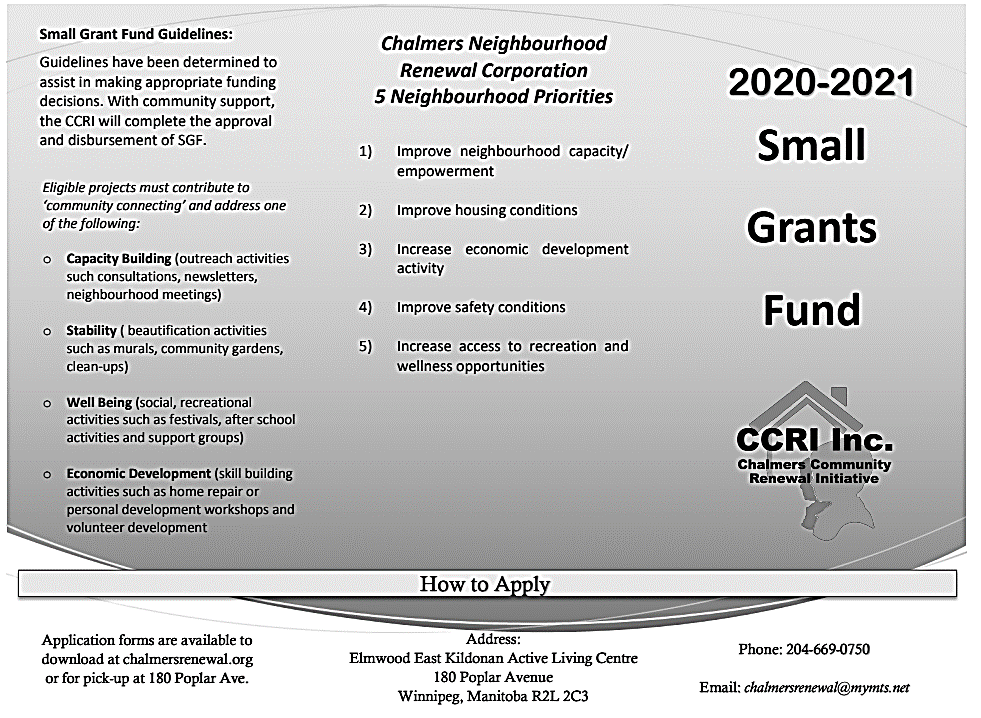 Small Grant Fund Guidelines:
Guidelines have been determined to
assist in making appropriate funding
decisions. With community support,
the CCRI will complete the approval
and disbursement of SGF.
Eligible projects must contribute to
‘community connecting’ and address one
of the following:
o Capacity Building (outreach activities
such consultations, newsletters,
neighbourhood meetings)
o Stability ( beautification activities
such as murals, community gardens,
clean-ups)
o Well Being (social, recreational
activities such as festivals, after school
activities and support groups)
o Economic Development (skill building
activities such as home repair or
personal development workshops and
volunteer development
Chalmers Neighbourhood
Renewal Corporation
5 Neighbourhood Priorities
1) Improve neighbourhood capacity/
empowerment
2) Improve housing conditions
3) Increase economic development
activity
4) Improve safety conditions
5) Increase access to recreation and
wellness opportunities
2020-2021
Small
Grants
Fund
CCRI Inc.
Chalmers Community
Renewal Initiative
How to Apply
Application forms are available to
download at chalmersrenewal.org
or for pick-up at 180 Poplar Ave.
Address:
Elmwood East Kildonan Active Living Centre
180 Poplar Avenue
Winnipeg, Manitoba R2L 2C3
Phone: 204-669-0750
Email: chalmersrenewal@mymts.net